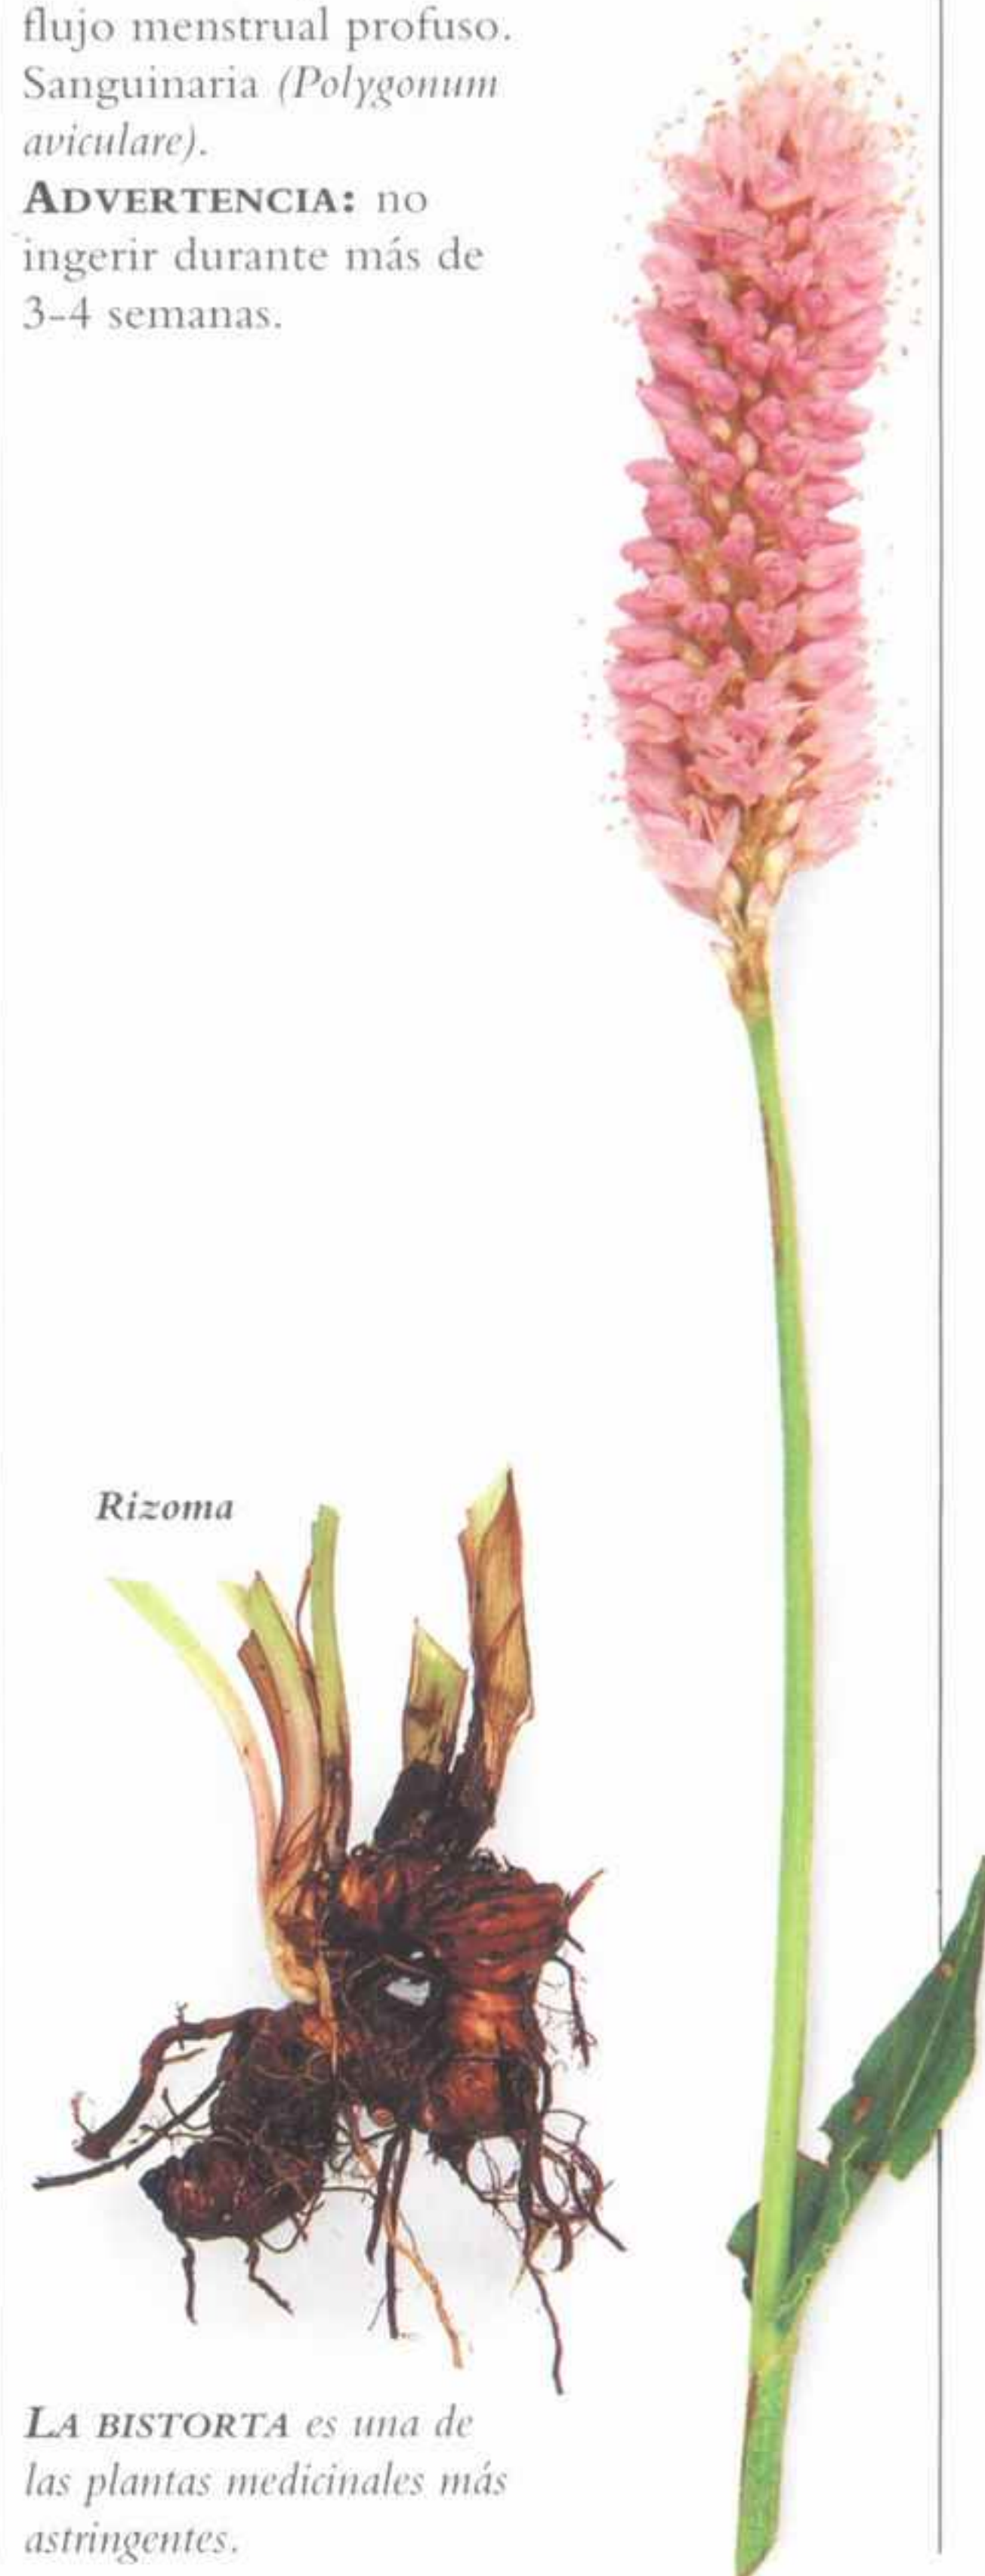 flujo menstrual profuso.
Sanguinaria (Polygonum
aviculare).
ADVERTENCIA: no
ingerir durante más de
3-4 semanas.
Rizoma
LA BISTORTA es una de
las plantas medicinales más
astringentes.